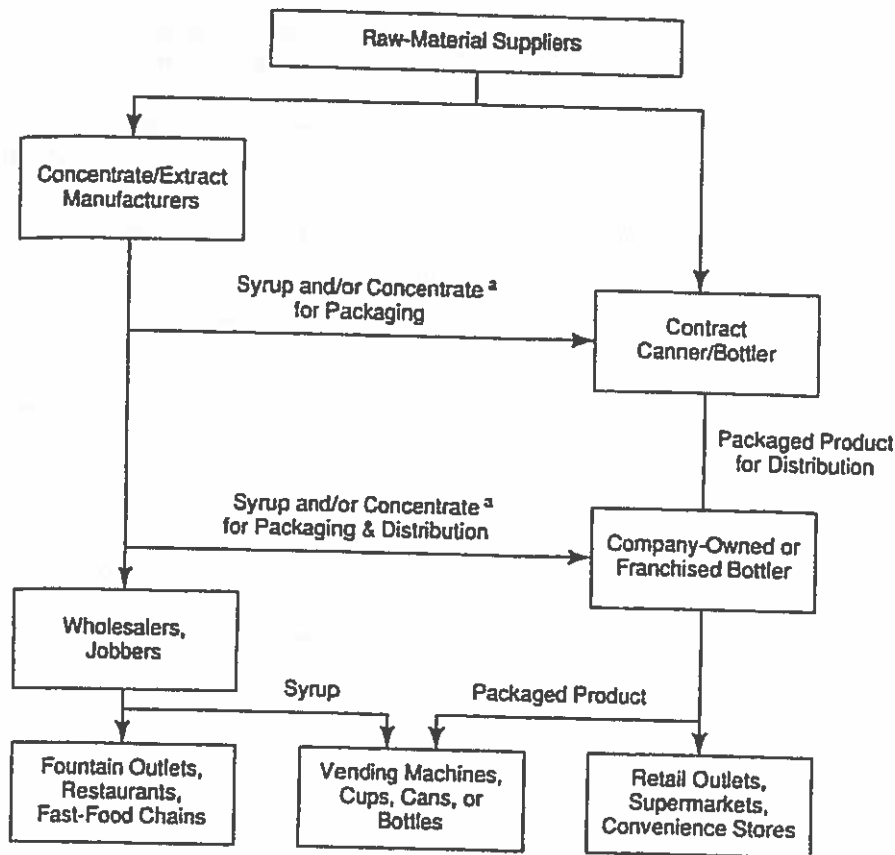 Raw-Material Suppliers
Concentrate/Extract
Manufacturers
Syrup and/or Concentrate a
for Packaging
Contract
Canner/Bottler
Packaged Product
for Distribution
Syrup and/or Concentrate a
for Packaging & Distribution
Company-Owned or
Franchised Bottler
Wholesalers,
Jobbers
Syrup
Packaged Product
Fountain Outlets,
Restaurants,
Fast-Food Chains
Vending Machines,
Cups, Cans, or
Bottles
Retail Outlets,
Supermarkets,
Convenience Stores